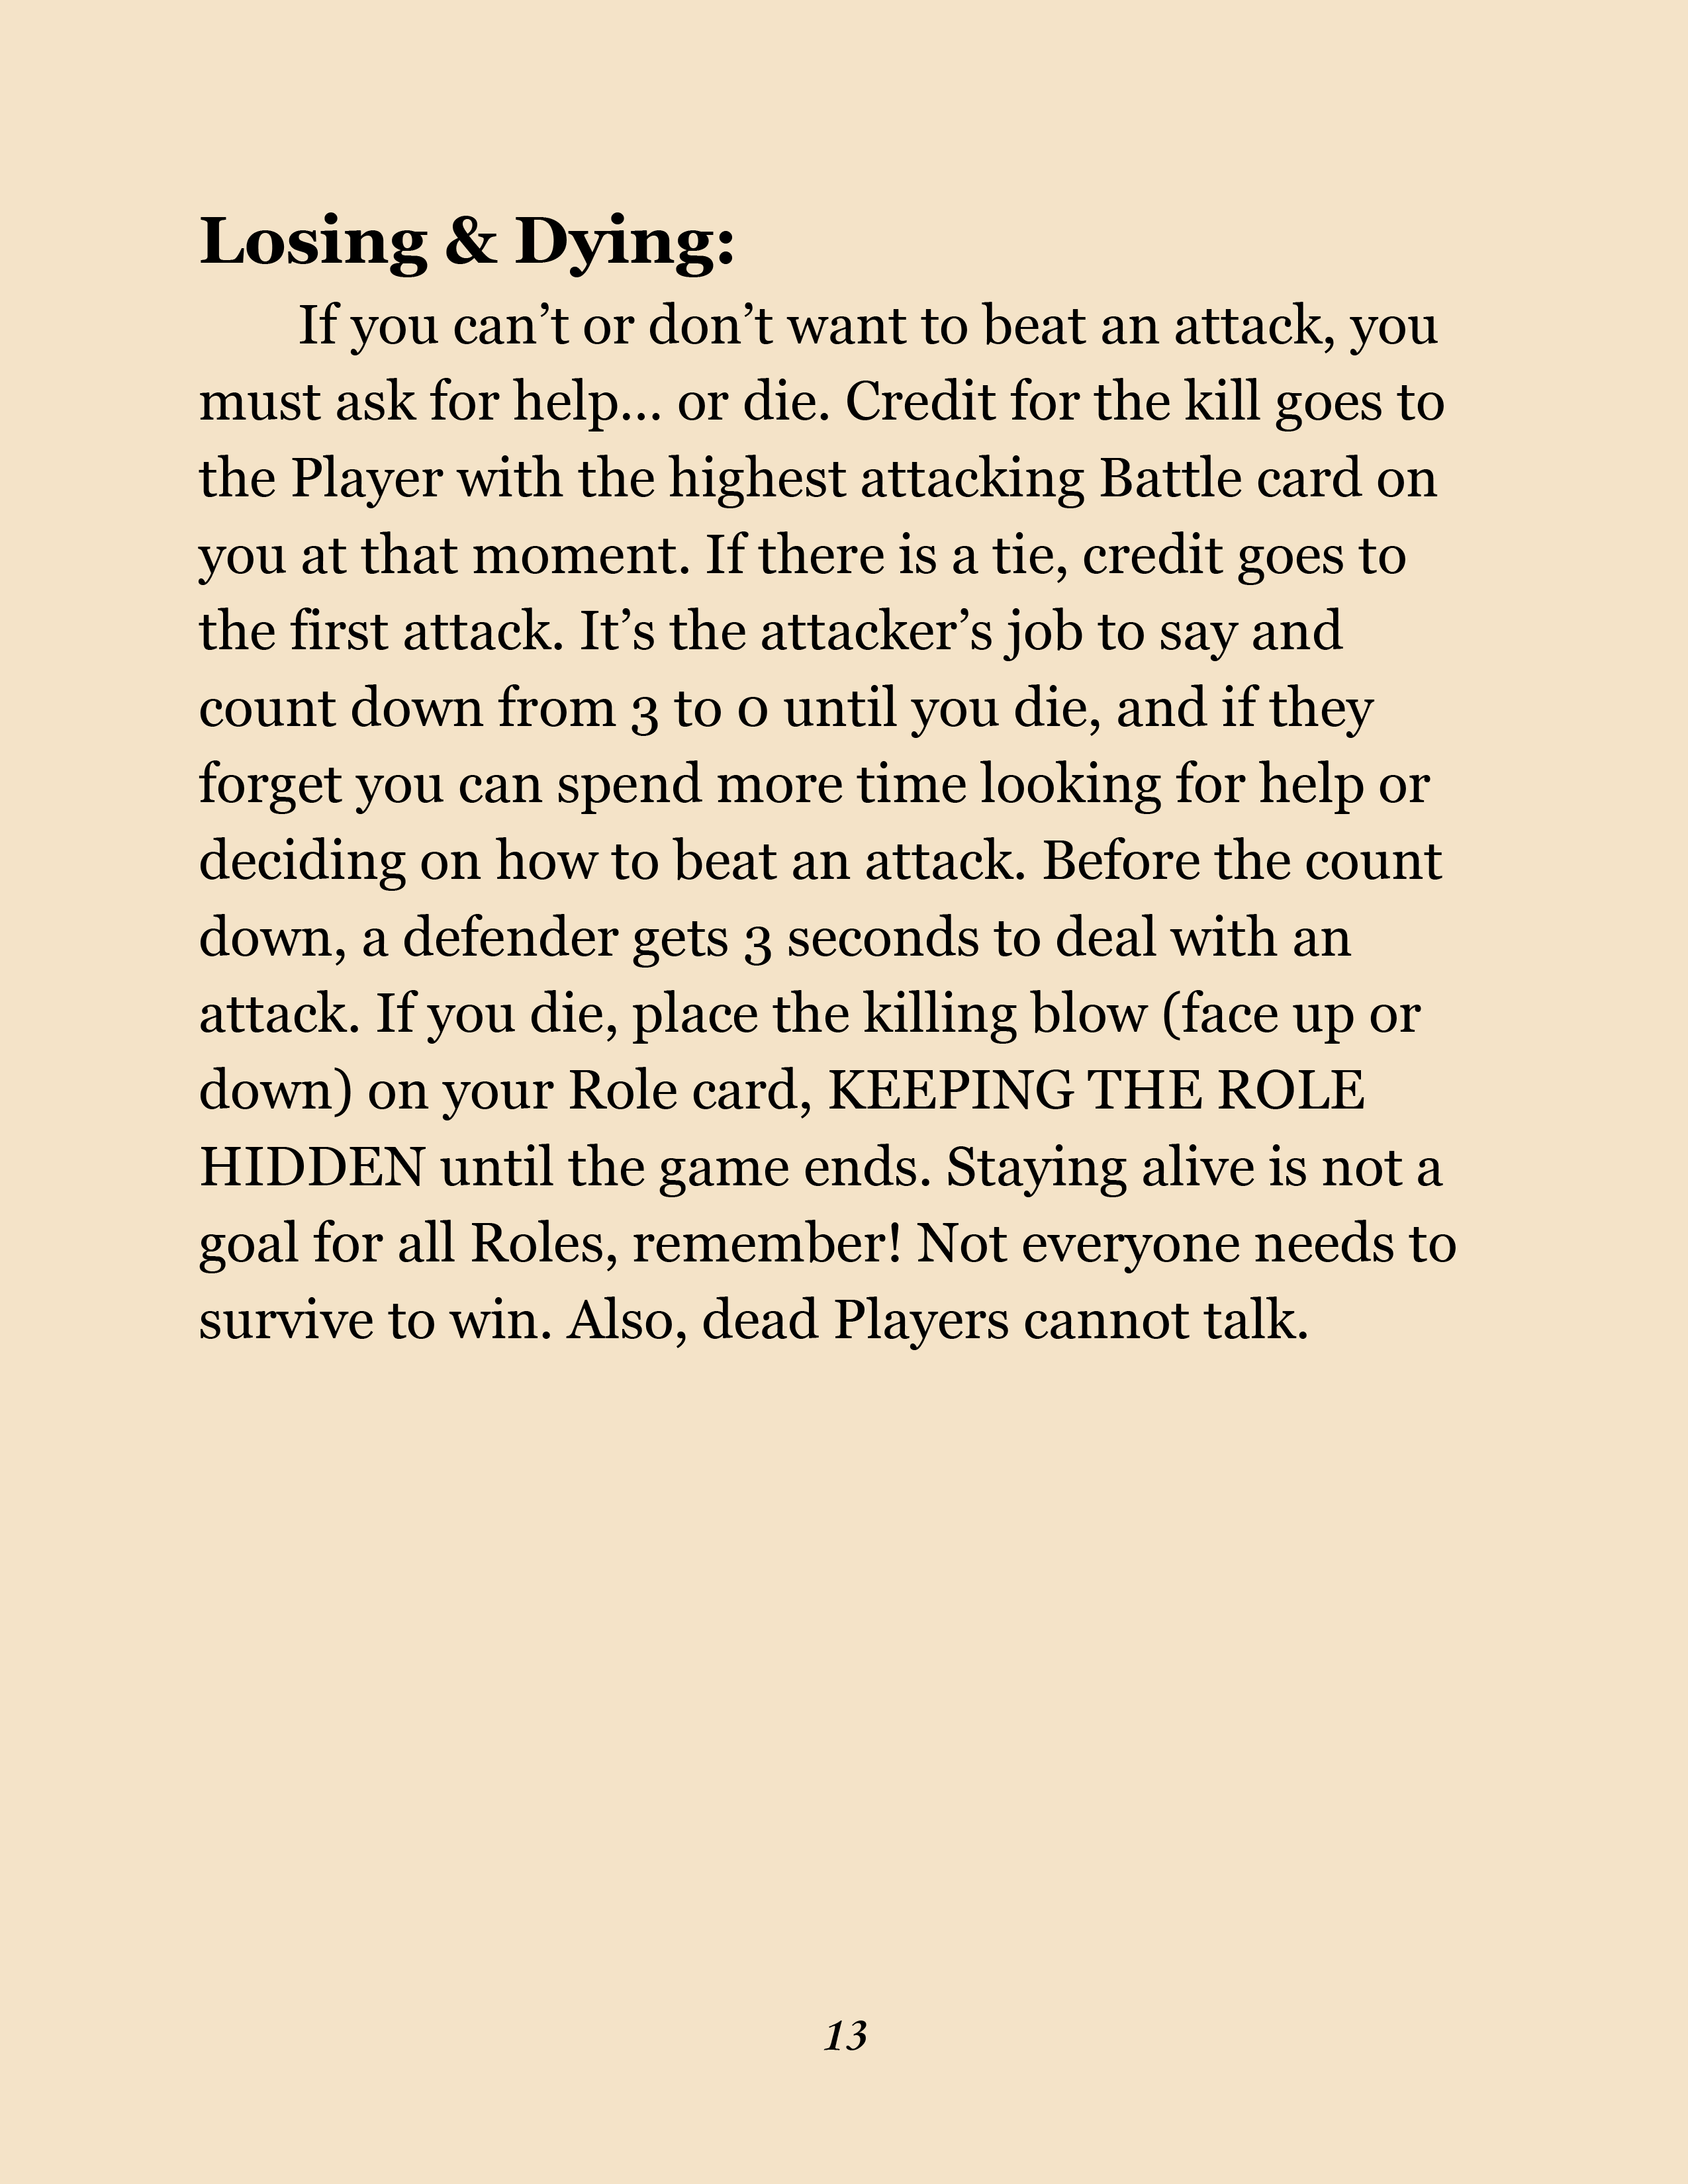 Losing & Dying:
If you can’t or don’t want to beat an attack, you
must ask for help... or die. Credit for the kill goes to
the Player with the highest attacking Battle card on
you at that moment. If there is a tie, credit goes to
the first attack. It’s the attacker’s job to say and
count down from 3 to 0 until you die, and if they
forget you can spend more time looking for help or
deciding on how to beat an attack. Before the count
down, a defender gets 3 seconds to deal with an
attack. If you die, place the killing blow (face up or
down) on your Role card, KEEPING THE ROLE
HIDDEN until the game ends. Staying alive is not a
goal for all Roles, remember! Not everyone needs to
survive to win. Also, dead Players cannot talk.
13